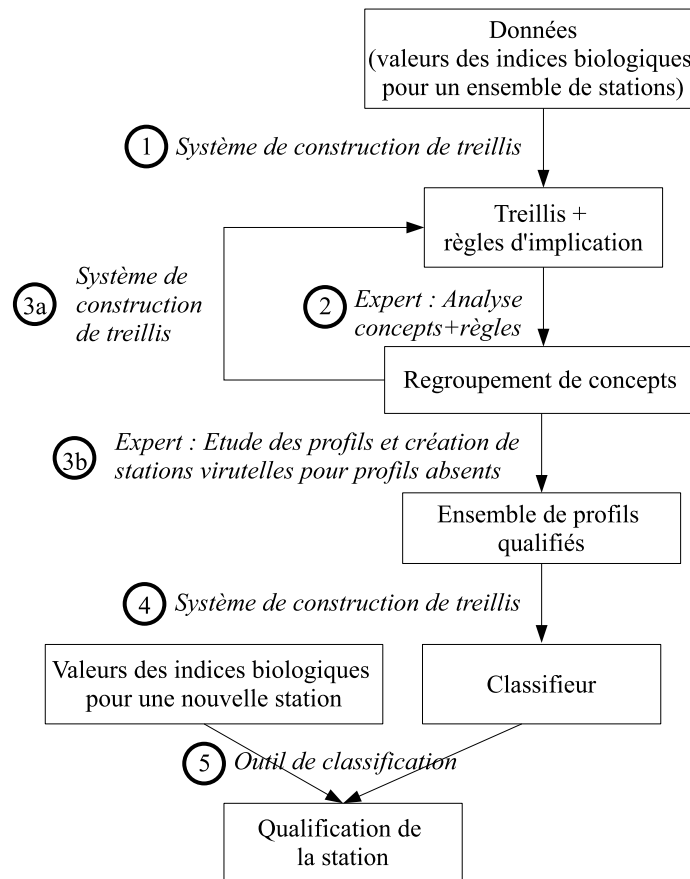 Données
(valeurs des indices biologiques
pour un ensemble de stations)
1 Système de construction de treillis
Treillis +
règles d'implication
3a
Système de
construction
de treillis
2
Expert : Analyse
concepts+règles
Regroupement de concepts
3b
Expert : Etude des profils et création de
stations virutelles pour profils absents
Ensemble de profils
qualifiés
4 Système de construction de treillis
Valeurs des indices biologiques
pour une nouvelle station
Classifieur
5 Outil de classification
Qualification de
la station